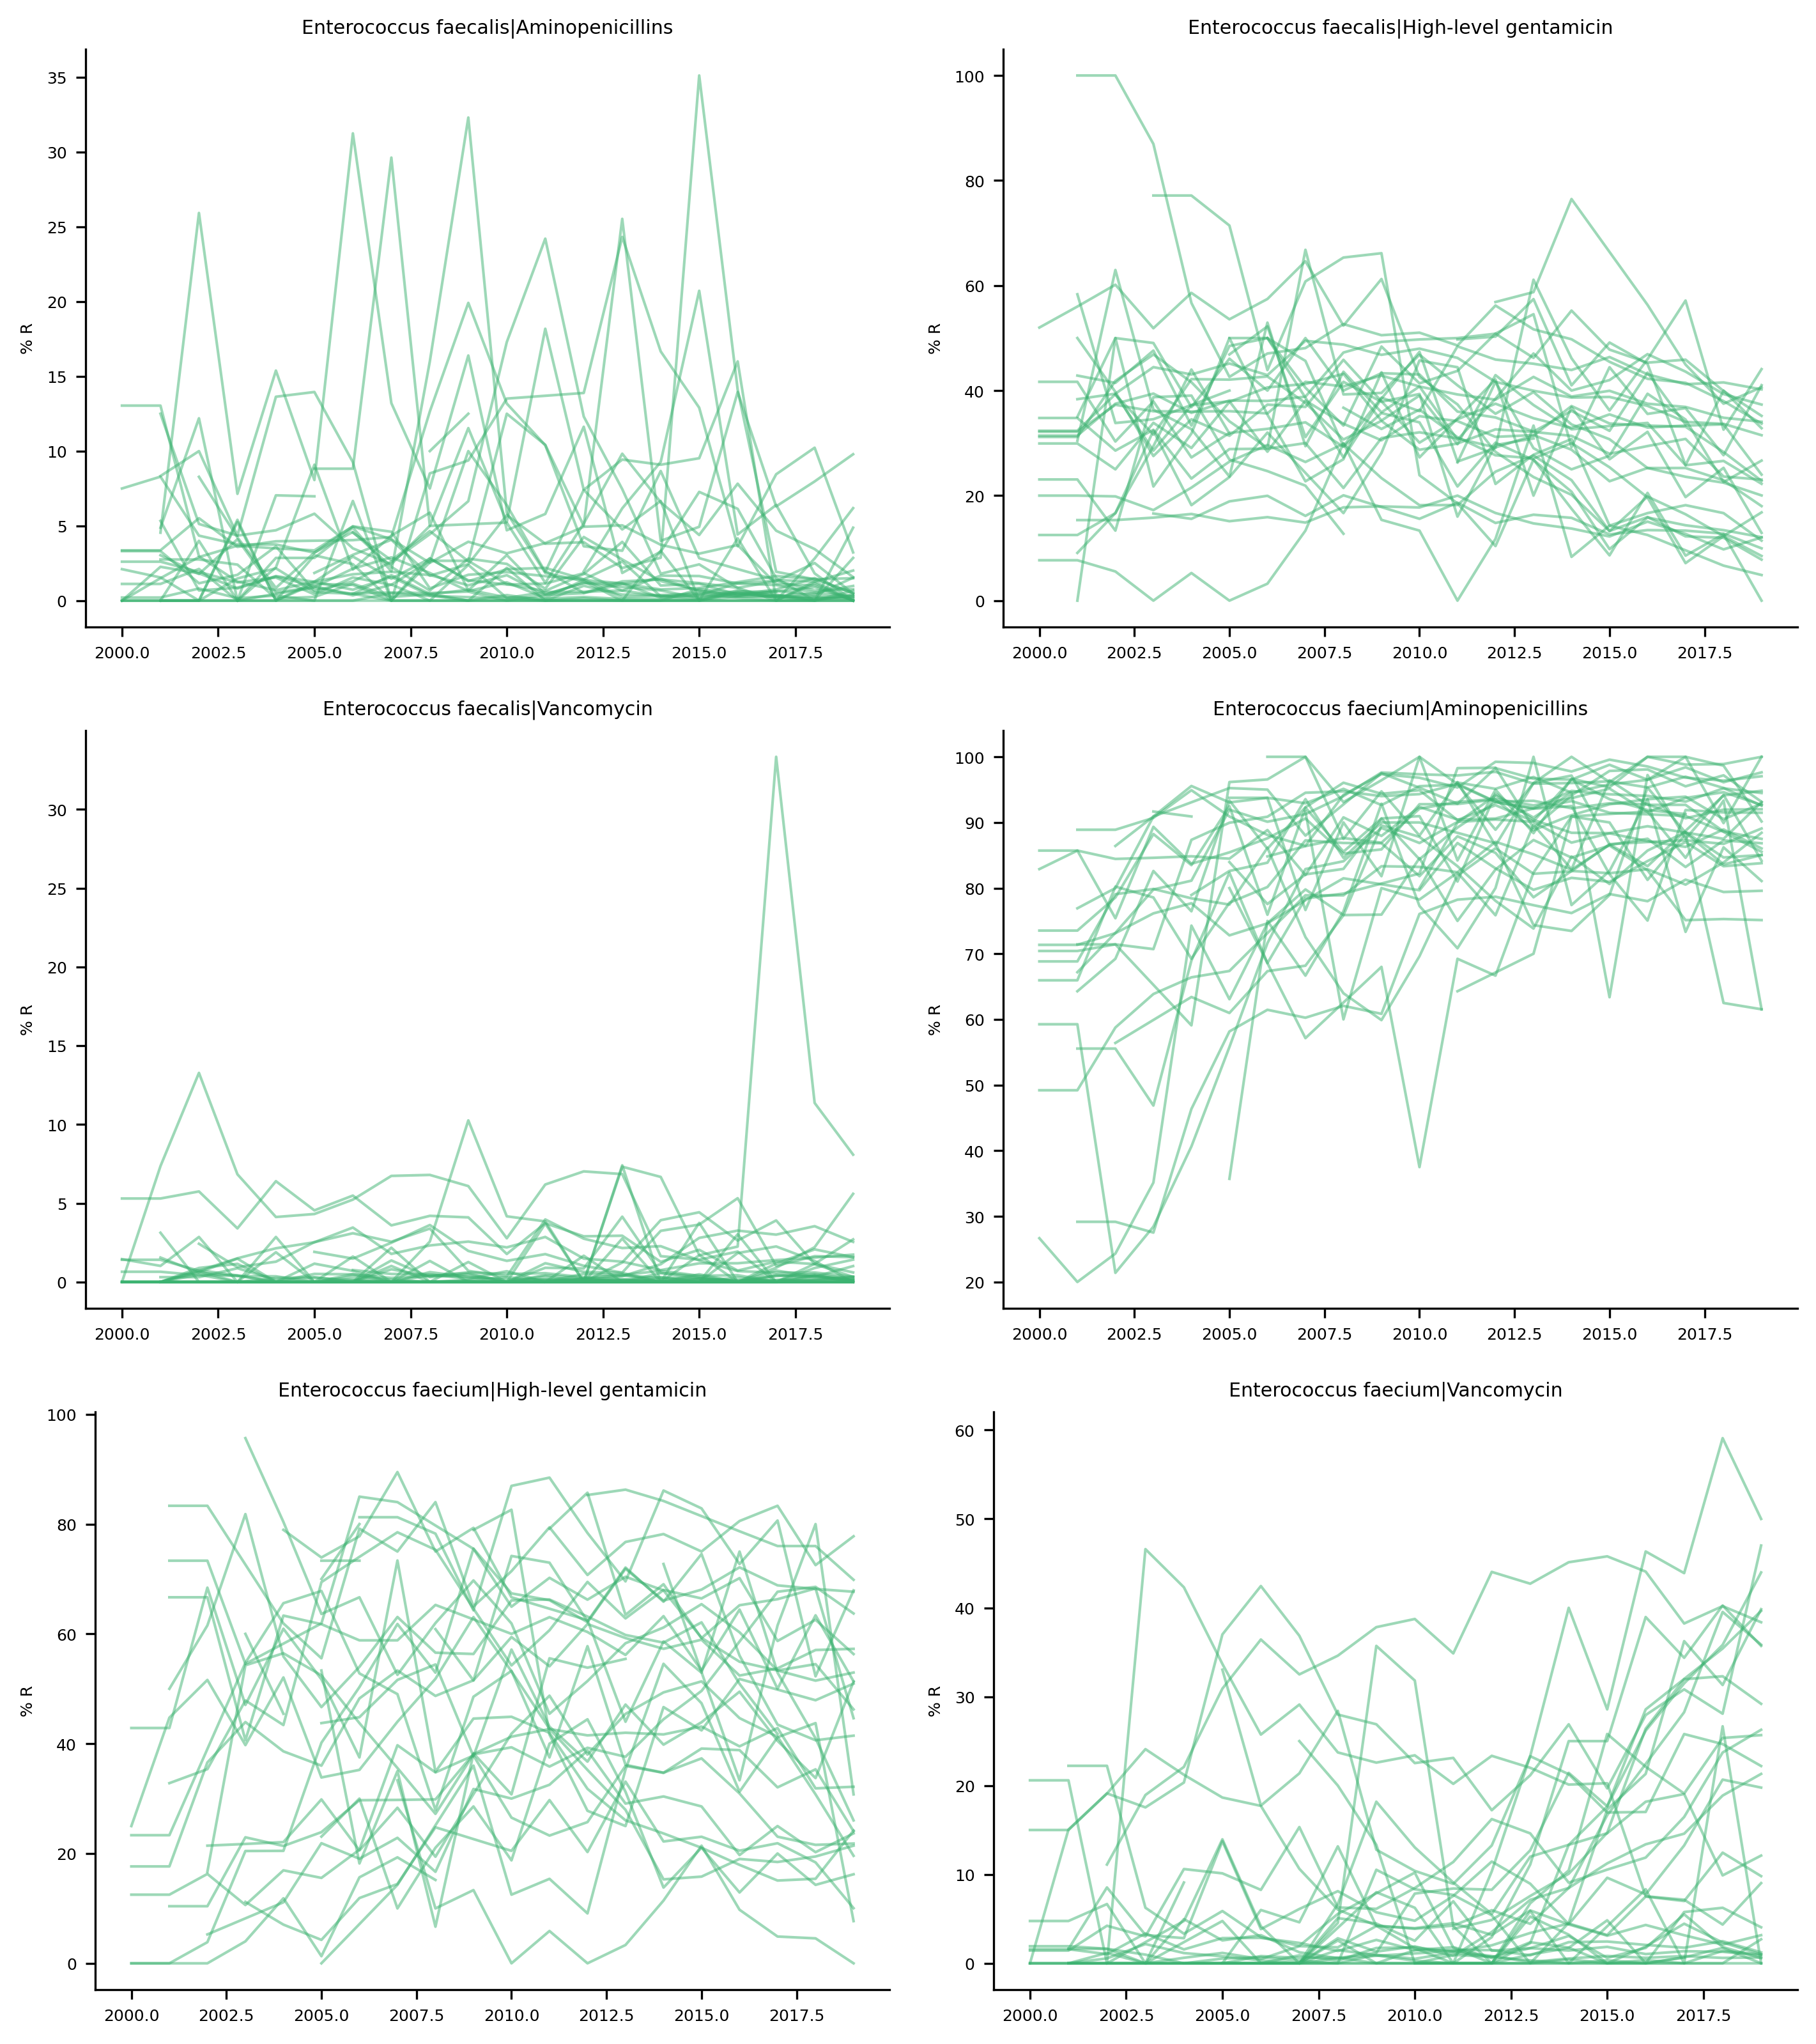 Enterococcus faecalis|Aminopenicillins
% R
35
30
25
20
15
10
5
0
2000.0 2002.5 2005.0 2007.5 2010.0 2012.5 2015.0 2017.5
Enterococcus faecalis|High-level gentamicin
% R
100
80
60
40
20
0
2000.0 2002.5 2005.0 2007.5 2010.0 2012.5 2015.0 2017.5
Enterococcus faecalis|Vancomycin
% R
30
25
20
15
10
5
0
2000.0 2002.5 2005.0 2007.5 2010.0 2012.5 2015.0 2017.5
Enterococcus faecium|Aminopenicillins
% R
100
90
80
70
60
50
40
30
20
2000.0 2002.5 2005.0 2007.5 2010.0 2012.5 2015.0 2017.5
Enterococcus faecium|High-level gentamicin
% R
100
80
60
40
20
0
2000.0 2002.5 2005.0 2007.5 2010.0 2012.5 2015.0 2017.5
Enterococcus faecium|Vancomycin
% R
60
50
40
30
20
10
0
2000.0 2002.5 2005.0 2007.5 2010.0 2012.5 2015.0 2017.5